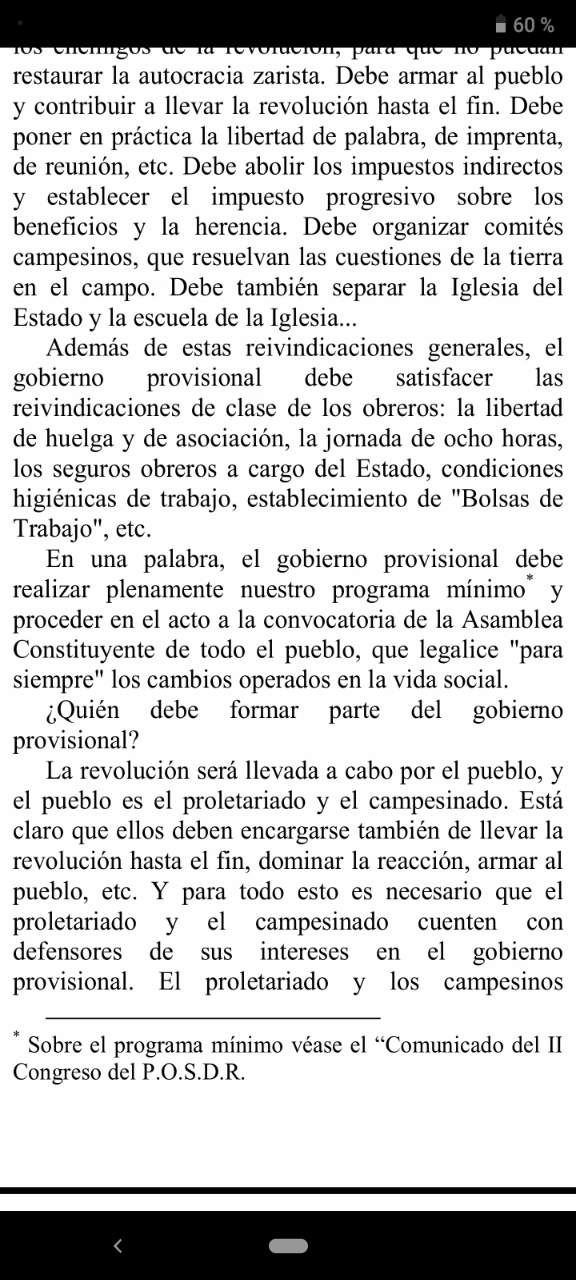 60 %
los enemigos de la revolución, para que no puedan
restaurar la autocracia zarista. Debe armar al pueblo
y contribuir a llevar la revolución hasta el fin. Debe
poner en práctica la libertad de palabra, de imprenta,
de reunión, etc. Debe abolir los impuestos indirectos
y establecer el impuesto progresivo sobre los
beneficios y la herencia. Debe organizar comités
campesinos, que resuelvan las cuestiones de la tierra
en el campo. Debe también separar la Iglesia del
Estado y la escuela de la Iglesia...
Además de estas reivindicaciones generales, el
gobierno provisional debe satisfacer las
reivindicaciones de clase de los obreros: la libertad
de huelga y de asociación, la jornada de ocho horas,
los seguros obreros a cargo del Estado, condiciones
higiénicas de trabajo, establecimiento de "Bolsas de
Trabajo", etc.
En una palabra, el gobierno provisional debe
realizar plenamente nuestro programa mínimo* y
proceder en el acto a la convocatoria de la Asamblea
Constituyente de todo el pueblo, que legalice "para
siempre" los cambios operados en la vida social.
¿Quién debe formar parte del gobierno
provisional?
La revolución será llevada a cabo por el pueblo, y
el pueblo es el proletariado y el campesinado. Está
claro que ellos deben encargarse también de llevar la
revolución hasta el fin, dominar la reacción, armar al
pueblo, etc. Y para todo esto es necesario que el
proletariado y el campesinado cuenten con
defensores de sus intereses en el gobierno
provisional. El proletariado y los campesinos
* Sobre el programa mínimo véase el “Comunicado del II
Congreso del P.O.S.D.R.